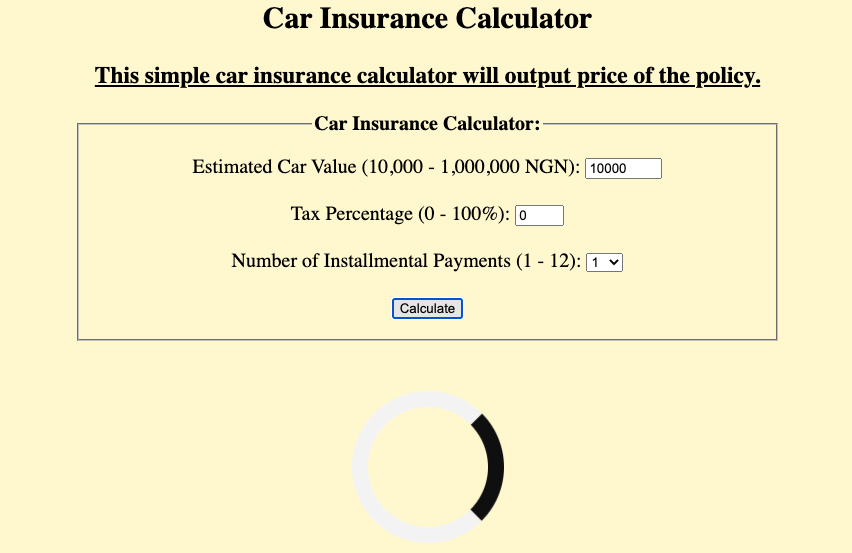 Car Insurance Calculator
This simple car insurance calculator will output price of the policy.
Car Insurance Calculator:
Estimated Car Value (10,000 - 1,000,000 NGN): 10000
Tax Percentage (0 - 100%): 0
Number of Installmental Payments (1 - 12): 1
Calculate